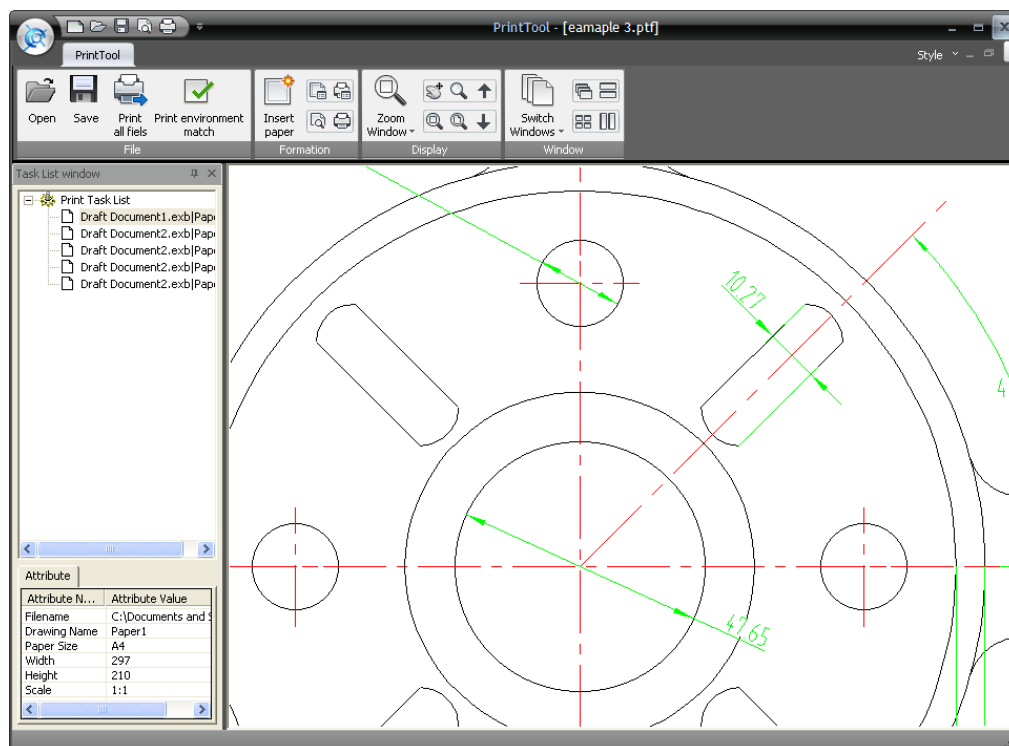 PrintTool - [eamaple 3.ptf]
PrintTool
Style
Open
Save
Print all fiels
Print environment match
Insert paper
Zoom Window
Switch Windows
File
Formation
Display
Window
Task List window
Print Task List
Draft Document1.exb|Pap
Draft Document2.exb|Pap
Draft Document2.exb|Pap
Draft Document2.exb|Pap
Draft Document2.exb|Pap
10.27
4
47.65
Attribute
Attribute N... Attribute Value
Filename C:\Documents and S
Drawing Name Paper1
Paper Size A4
Width 297
Height 210
Scale 1:1